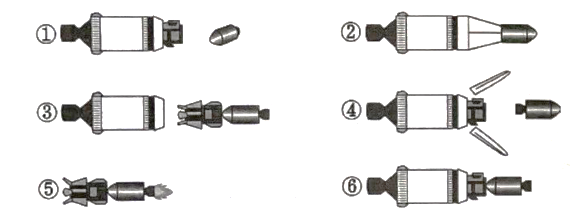 ① ②
③ ④
⑤ ⑥